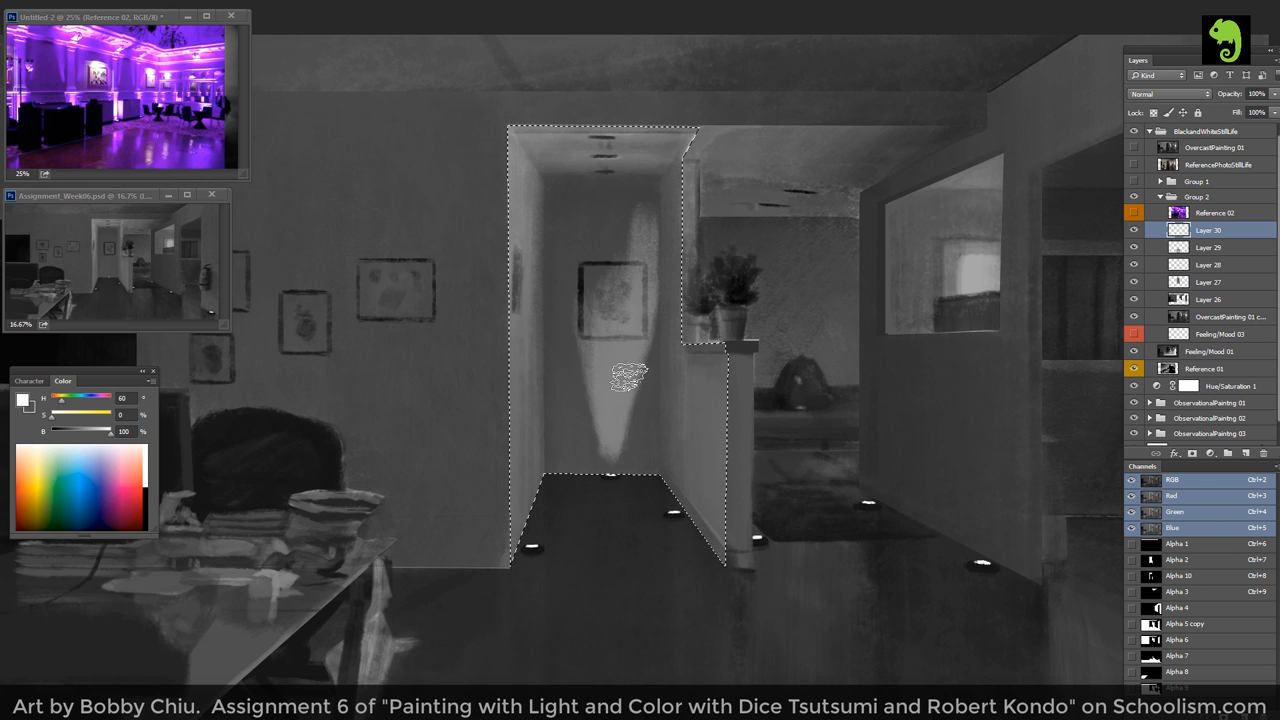 Untitled-2 @ 25% (Reference 02, RGB/8) *
25%
Assignment_Week06.psd @ 16.7% (L...
16.67%
Character
Color
H
60
°
S
0
%
B
100
%
Layers
Kind
Normal
Opacity:
100%
Lock:
Fill:
100%
BlackandWhiteStillLife
OvercastPainting 01
ReferencePhotoStillLife
Group 1
Group 2
Reference 02
Layer 30
Layer 29
Layer 28
Layer 27
Layer 26
OvercastPainting 01 c...
Feeling/Mood 03
Feeling/Mood 01
Reference 01
Hue/Saturation 1
ObservationalPaintng 01
ObservationalPaintng 02
ObservationalPaintng 03
Channels
RGB Ctrl+2
Red Ctrl+3
Green Ctrl+4
Blue Ctrl+5
Alpha 1 Ctrl+6
Alpha 2 Ctrl+7
Alpha 10 Ctrl+8
Alpha 3 Ctrl+9
Alpha 4
Alpha 5 copy
Alpha 6
Alpha 7
Alpha 8
Alpha 9
Art by Bobby Chiu. Assignment 6 of "Painting with Light and Color with Dice Tsutsumi and Robert Kondo" on Schoolism.com